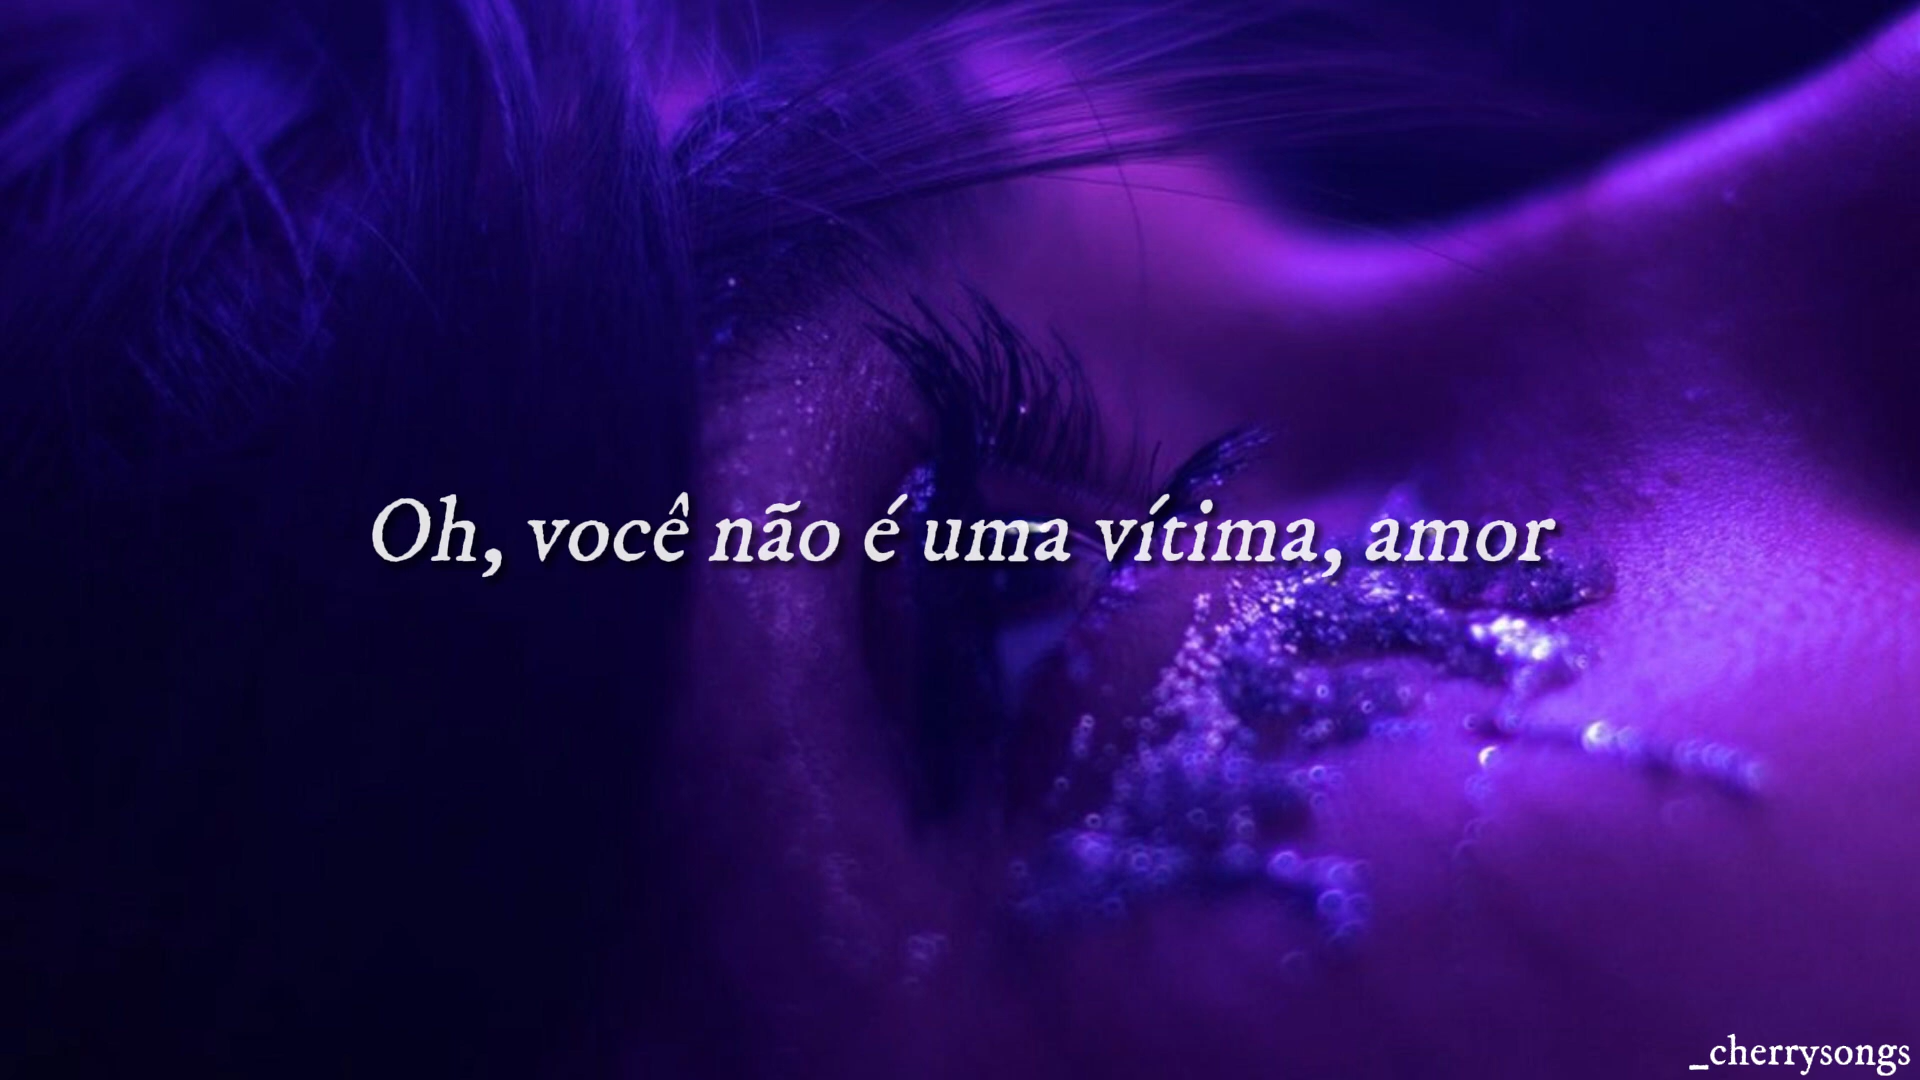 Oh, você não é uma vítima, amor
_cherrysongs